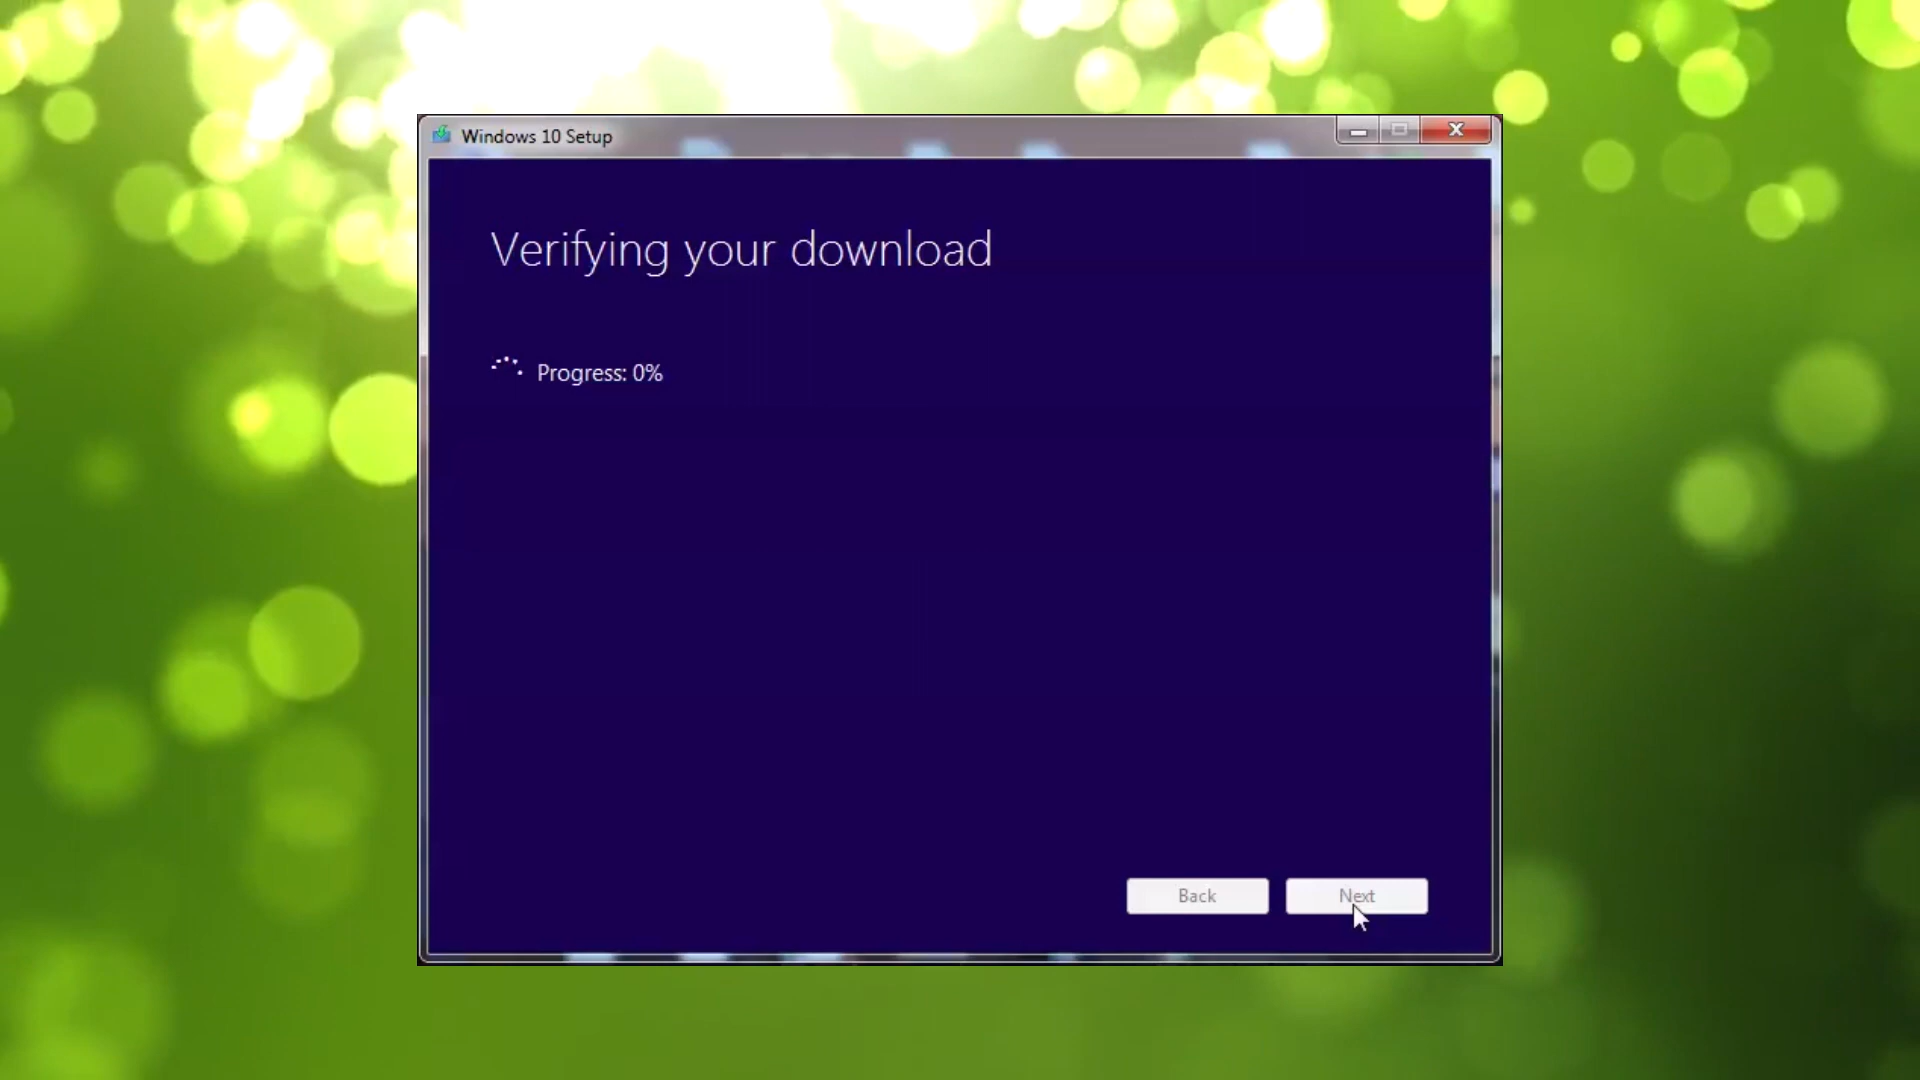 Windows 10 Setup
Verifying your download
Progress: 0%
Back
Next